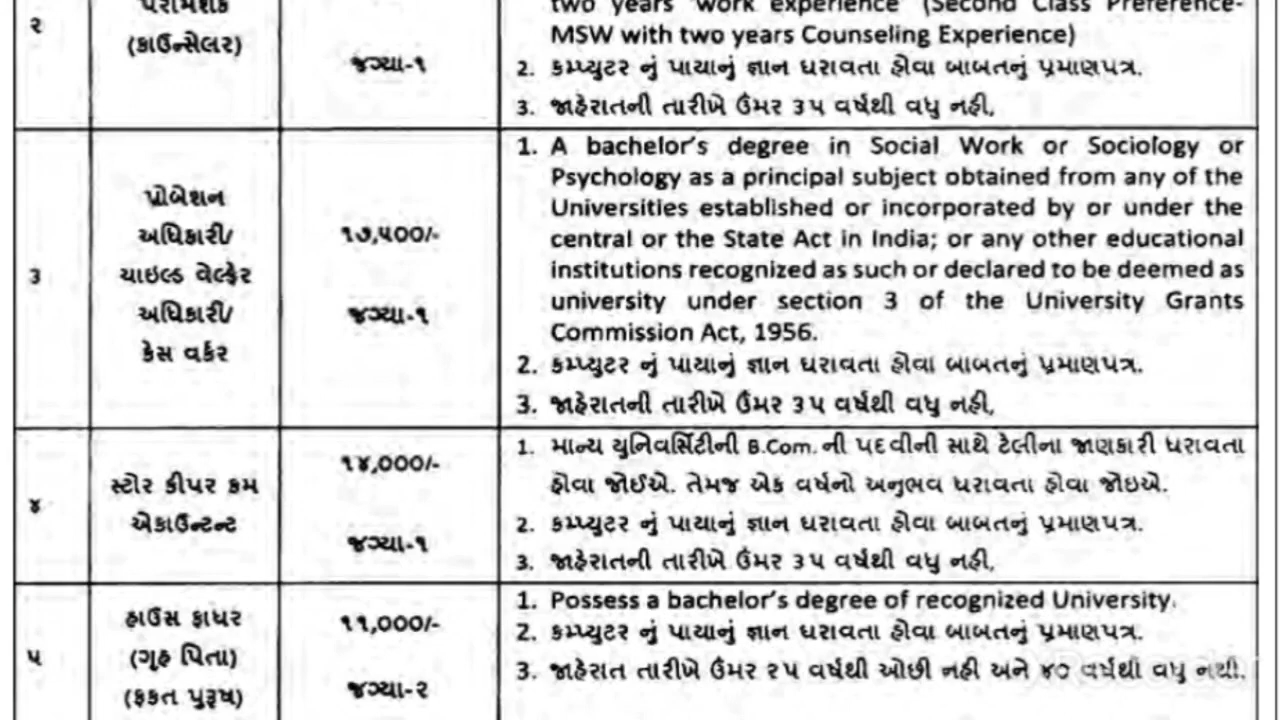 ૨
પરામર્શક
(કાઉન્સેલર)
જગ્યા-૧
two years work experience (Second Class Preference-
MSW with two years Counseling Experience)
2. કમ્પ્યુટર નું પાયાનું જ્ઞાન ધરાવતા હોવા બાબતનું પ્રમાણપત્ર.
3. જાહેરાતની તારીખે ઉંમર ૩૫ વર્ષથી વધુ નહી.
૩
પ્રોબેશન
અધિકારી/
ચાઇલ્ડ વેલ્ફેર
અધિકારી/
કેસ વર્કર
૧૭,૫૦૦/-
જગ્યા-૧
1. A bachelor's degree in Social Work or Sociology or
Psychology as a principal subject obtained from any of the
Universities established or incorporated by or under the
central or the State Act in India; or any other educational
institutions recognized as such or declared to be deemed as
university under section 3 of the University Grants
Commission Act, 1956.
2. કમ્પ્યુટર નું પાયાનું જ્ઞાન ધરાવતા હોવા બાબતનું પ્રમાણપત્ર.
3. જાહેરાતની તારીખે ઉંમર ૩૫ વર્ષથી વધુ નહી.
૪
સ્ટોર કીપર કમ
એકાઉન્ટન્ટ
૧૪,૦૦૦/-
જગ્યા-૧
1. માન્ય યુનિવર્સિટીની B.Com. ની પદવીની સાથે ટેલીના જાણકારી ધરાવતા
હોવા જોઈએ. તેમજ એક વર્ષનો અનુભવ ધરાવતા હોવા જોઇએ.
2. કમ્પ્યુટર નું પાયાનું જ્ઞાન ધરાવતા હોવા બાબતનું પ્રમાણપત્ર.
3. જાહેરાતની તારીખે ઉંમર ૩૫ વર્ષથી વધુ નહી.
૫
હાઉસ ફાધર
(ગૃહ પિતા)
(ફકત પુરૂષ)
૧૧,૦૦૦/-
જગ્યા-૨
1. Possess a bachelor's degree of recognized University.
2. કમ્પ્યુટર નું પાયાનું જ્ઞાન ધરાવતા હોવા બાબતનું પ્રમાણપત્ર.
3. જાહેરાત તારીખે ઉંમર ૨૫ વર્ષથી ઓછી નહી અને ૪૦ વર્ષથી વધુ નથી.